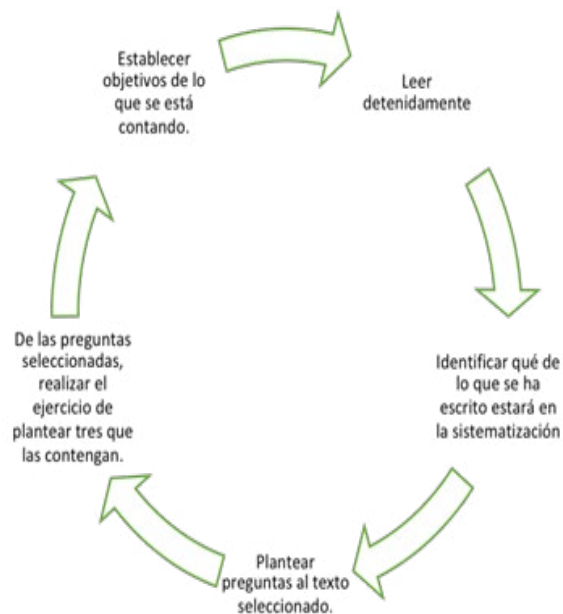 Establecer
objetivos de lo
que se está
contando.
Leer
detenidamente
Identificar qué de
lo que se ha
escrito estará en
la sistematización
Plantear
preguntas al texto
seleccionado.
De las preguntas
seleccionadas,
realizar el
ejercicio de
plantear tres que
las contengan.